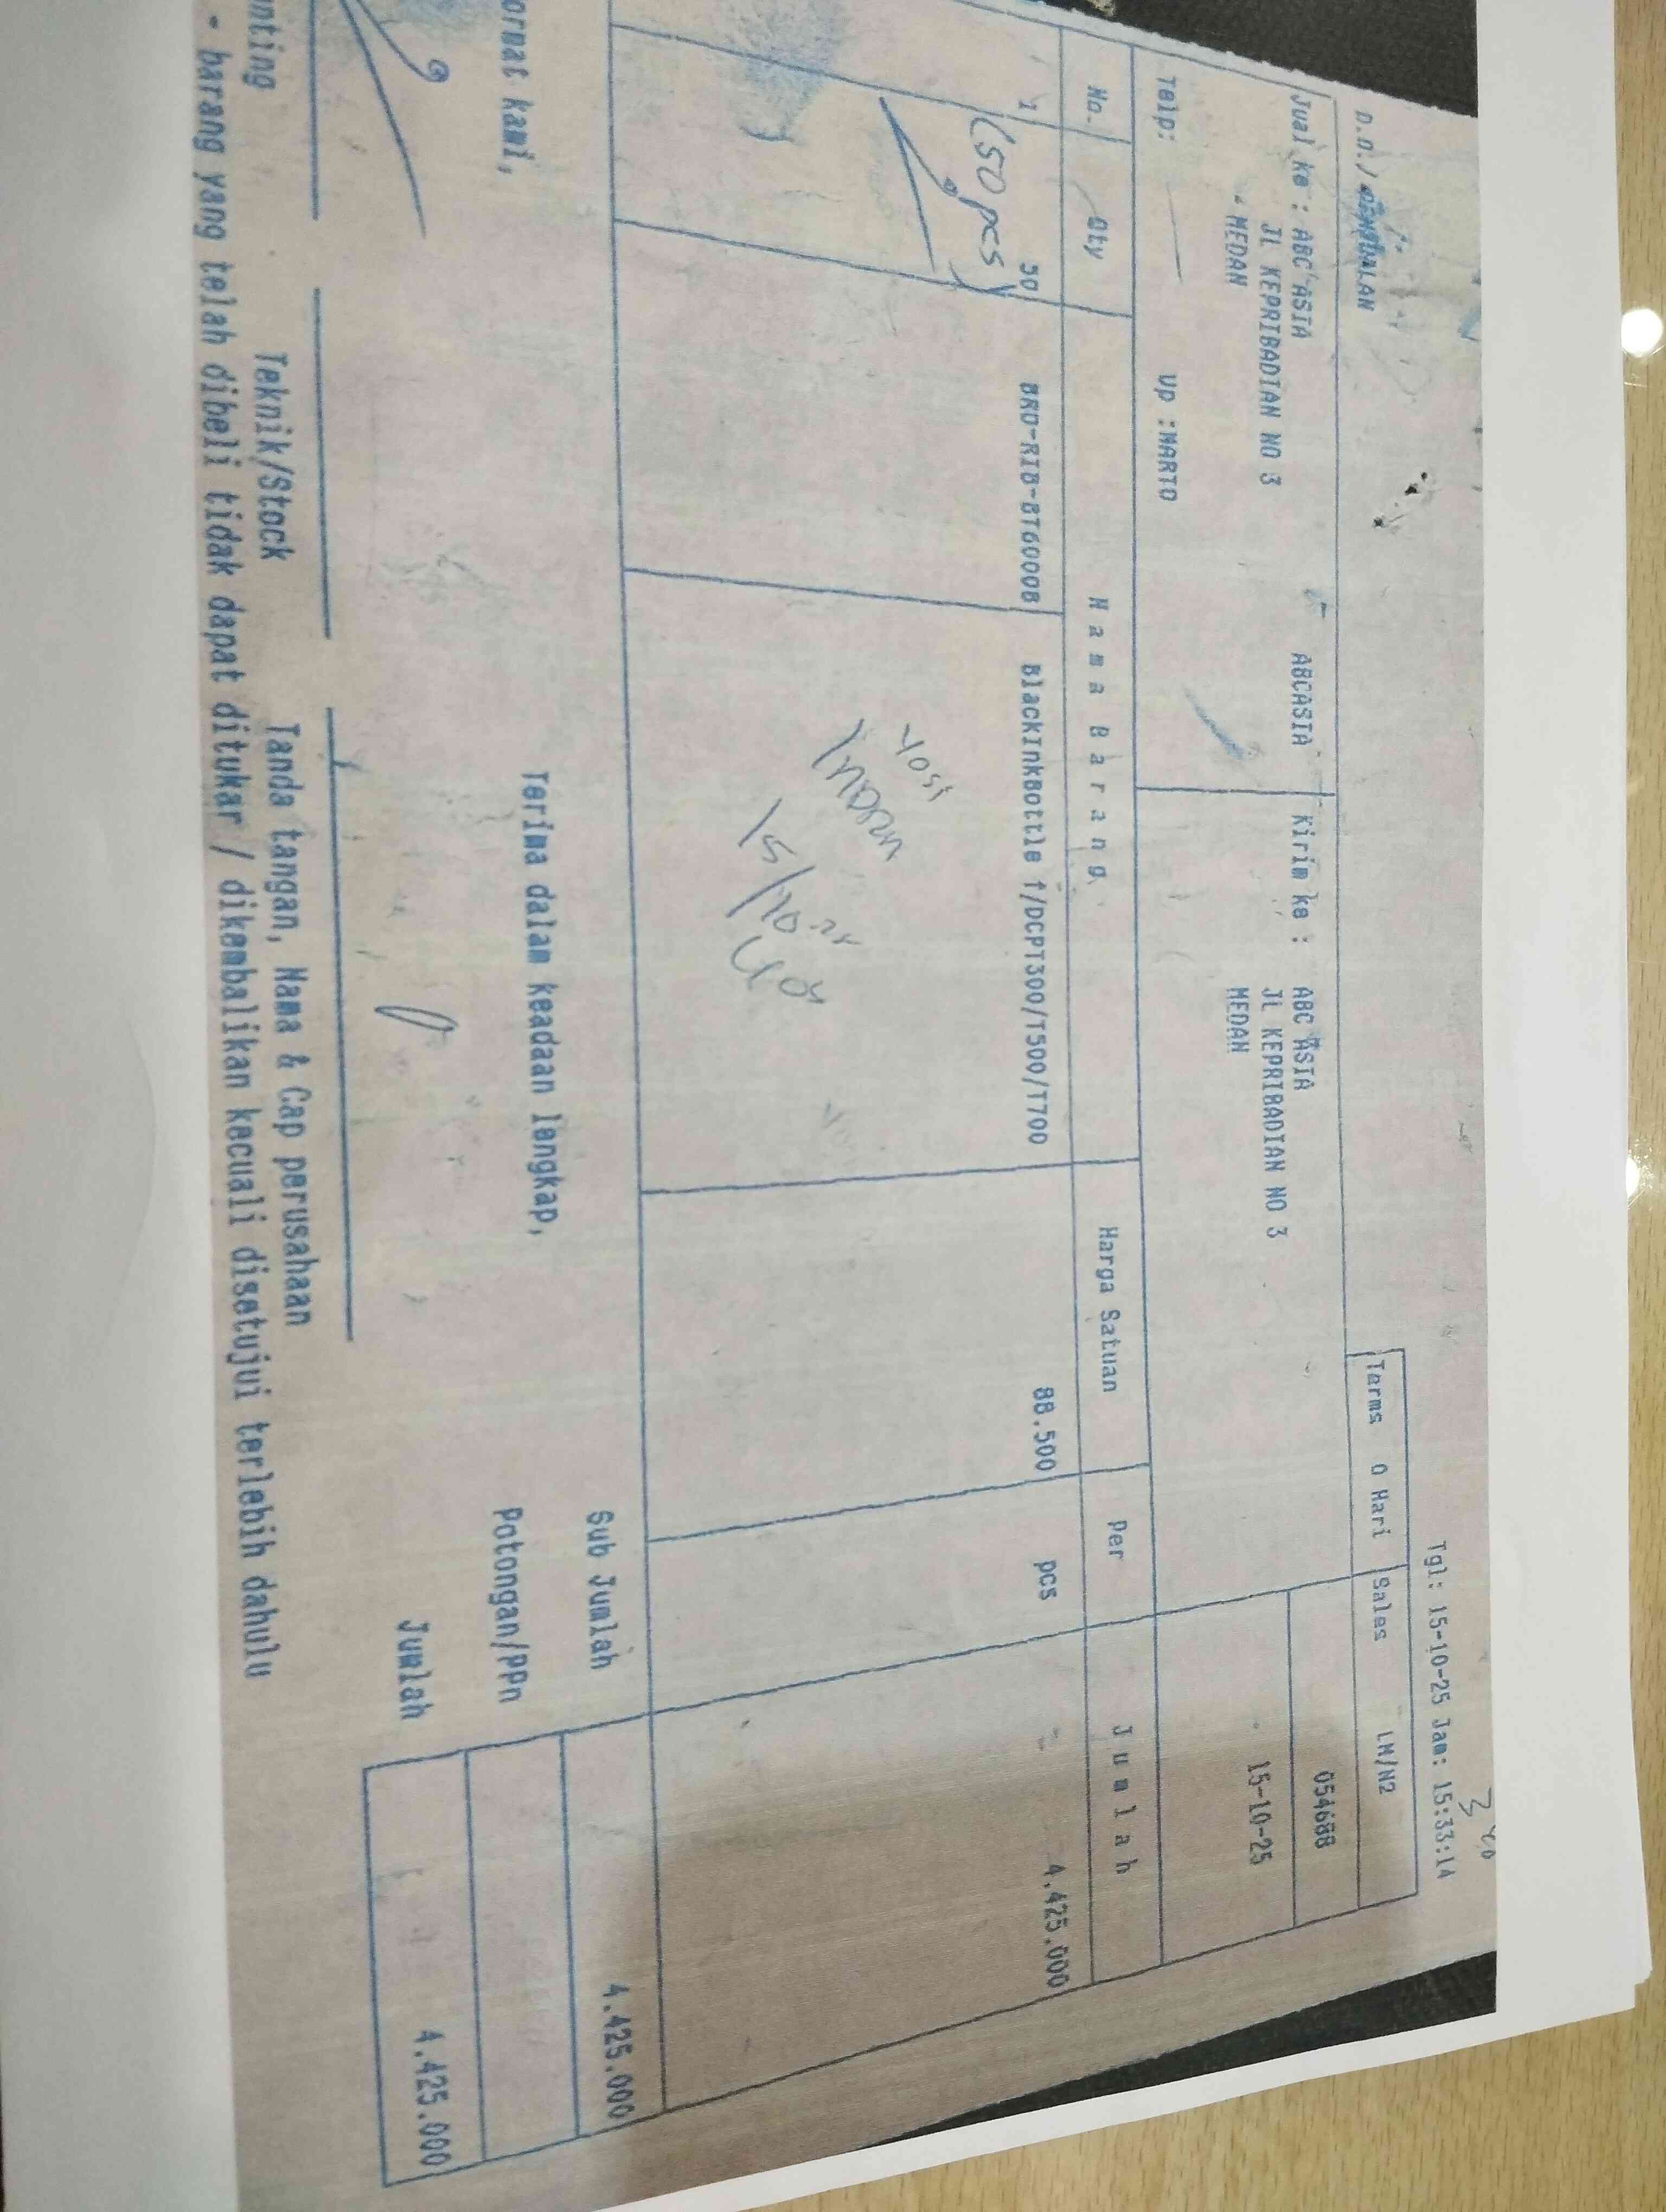 Tgl: 15-10-25 Jam: 15:33:14
Terms 0 Hari Sales LM/N2
Jual ke : ABC ASIA ABCASIA Kirim ke : ABC ASIA 054688
JL KEPRIBADIAN NO 3 JL KEPRIBADIAN NO 3
MEDAN MEDAN 15-10-25
Telp: Up :MARTO
No. Qty Nama Barang Harga Satuan Per Jumlah
1 50 BRO-RIB-BT6000B BlackInkBottle f/DCPT300/T500/T700 88.500 pcs 4.425.000
(50 pcs)
Yossi
15/10-25
Sub Jumlah 4.425.000
ormat kami, Terima dalam keadaan lengkap, Potongan/PPn
Jumlah 4.425.000
Teknik/Stock Tanda tangan, Nama & Cap perusahaan
nting
- barang yang telah dibeli tidak dapat ditukar / dikembalikan kecuali disetujui terlebih dahulu